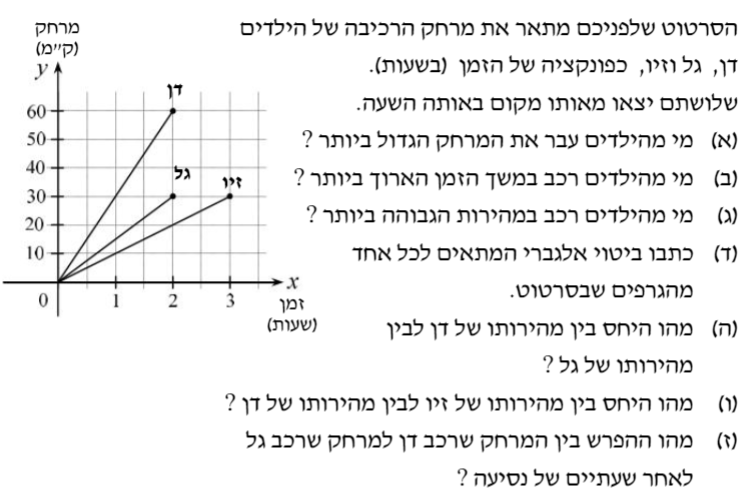 הסרטוט שלפניכם מתאר את מרחק הרכיבה של הילדים
דן, גל וזיו, כפונקציה של הזמן (בשעות).
שלושתם יצאו מאותו מקום באותה השעה.
(א) מי מהילדים עבר את המרחק הגדול ביותר ?
(ב) מי מהילדים רכב במשך הזמן הארוך ביותר ?
(ג) מי מהילדים רכב במהירות הגבוהה ביותר ?
(ד) כתבו ביטוי אלגברי המתאים לכל אחד
מהגרפים שבסרטוט.
(ה) מהו היחס בין מהירותו של דן לבין
מהירותו של גל ?
(ו) מהו היחס בין מהירותו של זיו לבין מהירותו של דן ?
(ז) מהו ההפרש בין המרחק שרכב דן למרחק שרכב גל
לאחר שעתיים של נסיעה ?
מרחק
(ק"מ)
y
60
50
40
30
20
10
דן
גל
זיו
0 1 2 3 x
זמן
(שעות)